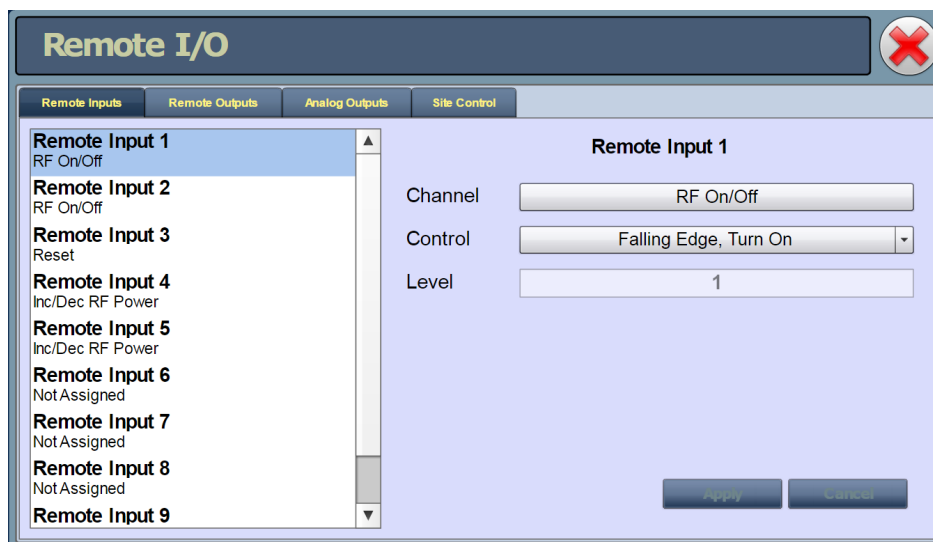 Remote I/O
Remote Inputs
Remote Outputs
Analog Outputs
Site Control
Remote Input 1
RF On/Off
Remote Input 2
RF On/Off
Remote Input 3
Reset
Remote Input 4
Inc/Dec RF Power
Remote Input 5
Inc/Dec RF Power
Remote Input 6
Not Assigned
Remote Input 7
Not Assigned
Remote Input 8
Not Assigned
Remote Input 9
Remote Input 1
Channel RF On/Off
Control Falling Edge, Turn On
Level 1
Apply Cancel